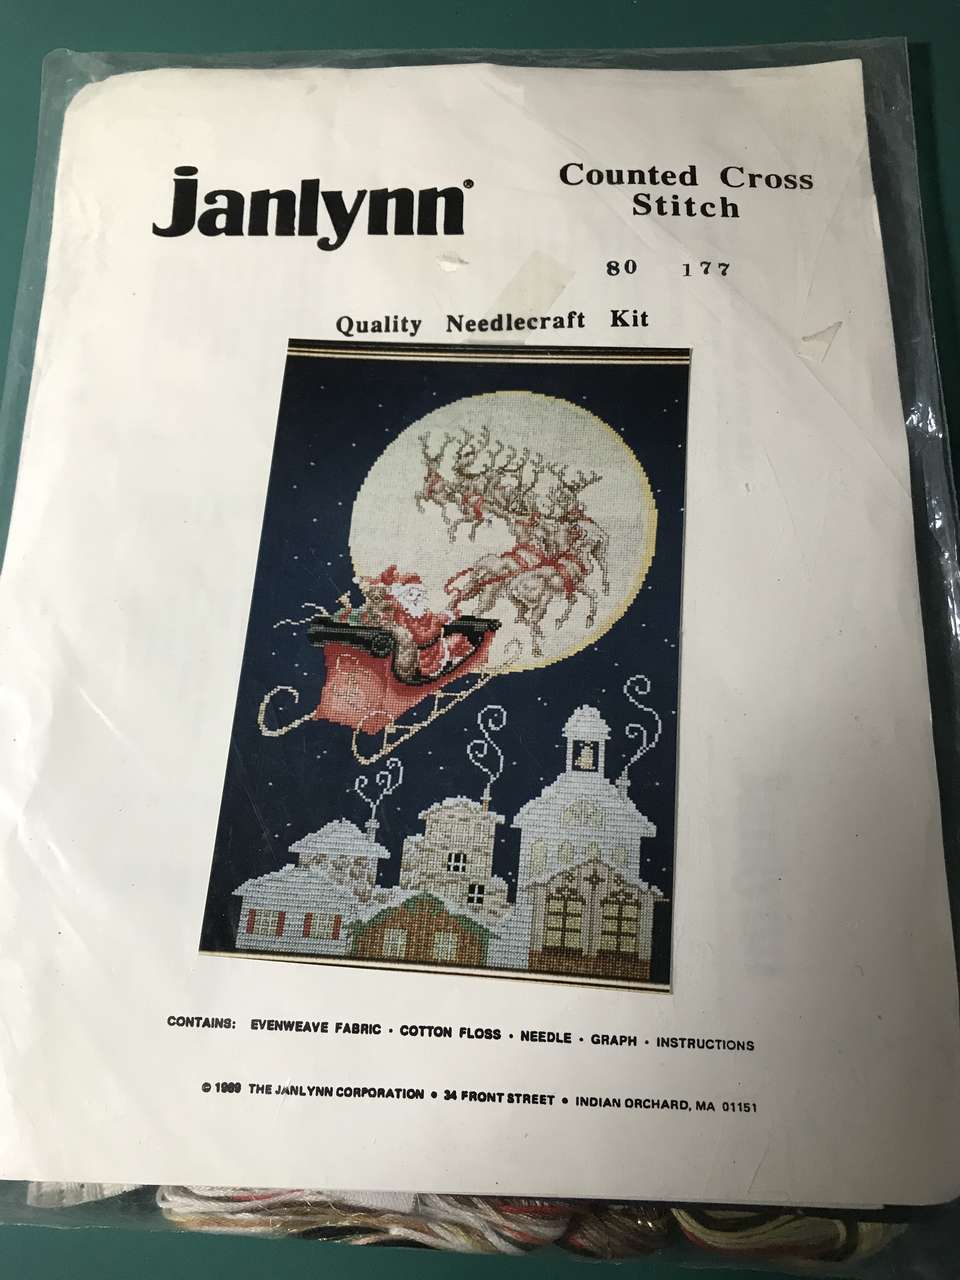 Janlynn®
Counted Cross
Stitch
80 177
Quality Needlecraft Kit
CONTAINS: EVENWEAVE FABRIC • COTTON FLOSS • NEEDLE • GRAPH • INSTRUCTIONS
© 1989 THE JANLYNN CORPORATION • 34 FRONT STREET • INDIAN ORCHARD, MA 01151